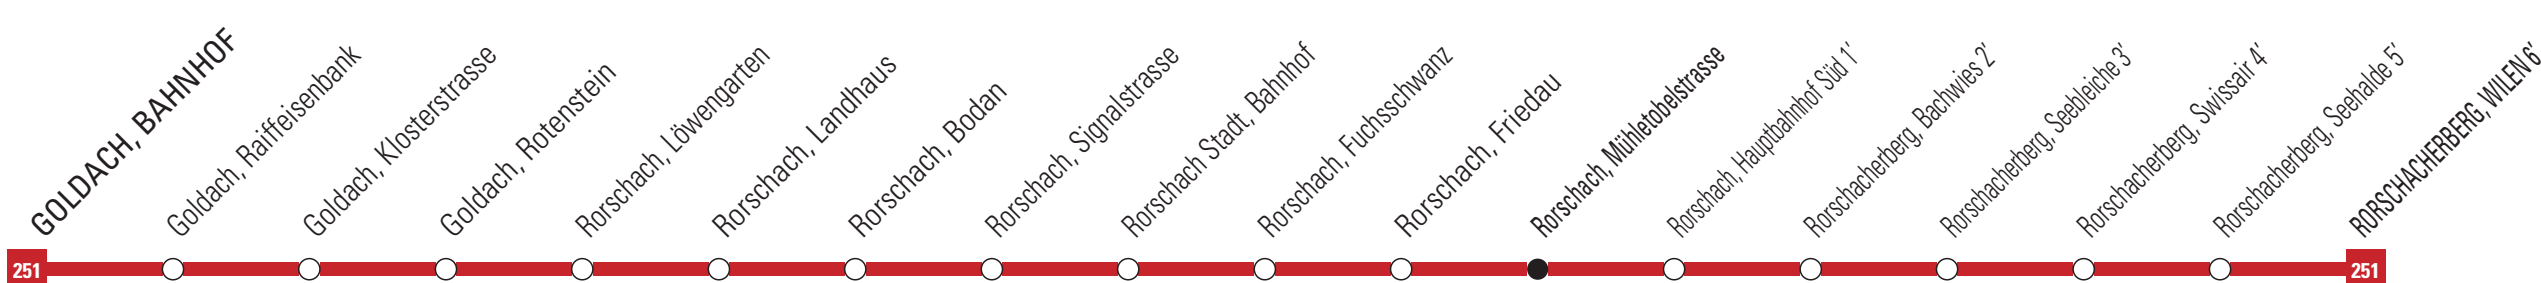 GOLDACH, BAHNHOF
Goldach, Raiffeisenbank
Goldach, Klosterstrasse
Goldach, Rotenstein
Rorschach, Löwengarten
Rorschach, Landhaus
Rorschach, Bodan
Rorschach, Signalstrasse
Rorschach Stadt, Bahnhof
Rorschach, Fuchsschwanz
Rorschach, Friedau
Rorschach, Mühletobelstrasse
Rorschach, Hauptbahnhof Süd 1'
Rorschacherberg, Bachwies 2'
Rorschacherberg, Seebleiche 3'
Rorschacherberg, Swissair 4'
Rorschacherberg, Seehalde 5'
RORSCHACHERBERG, WILEN 6'
251
251